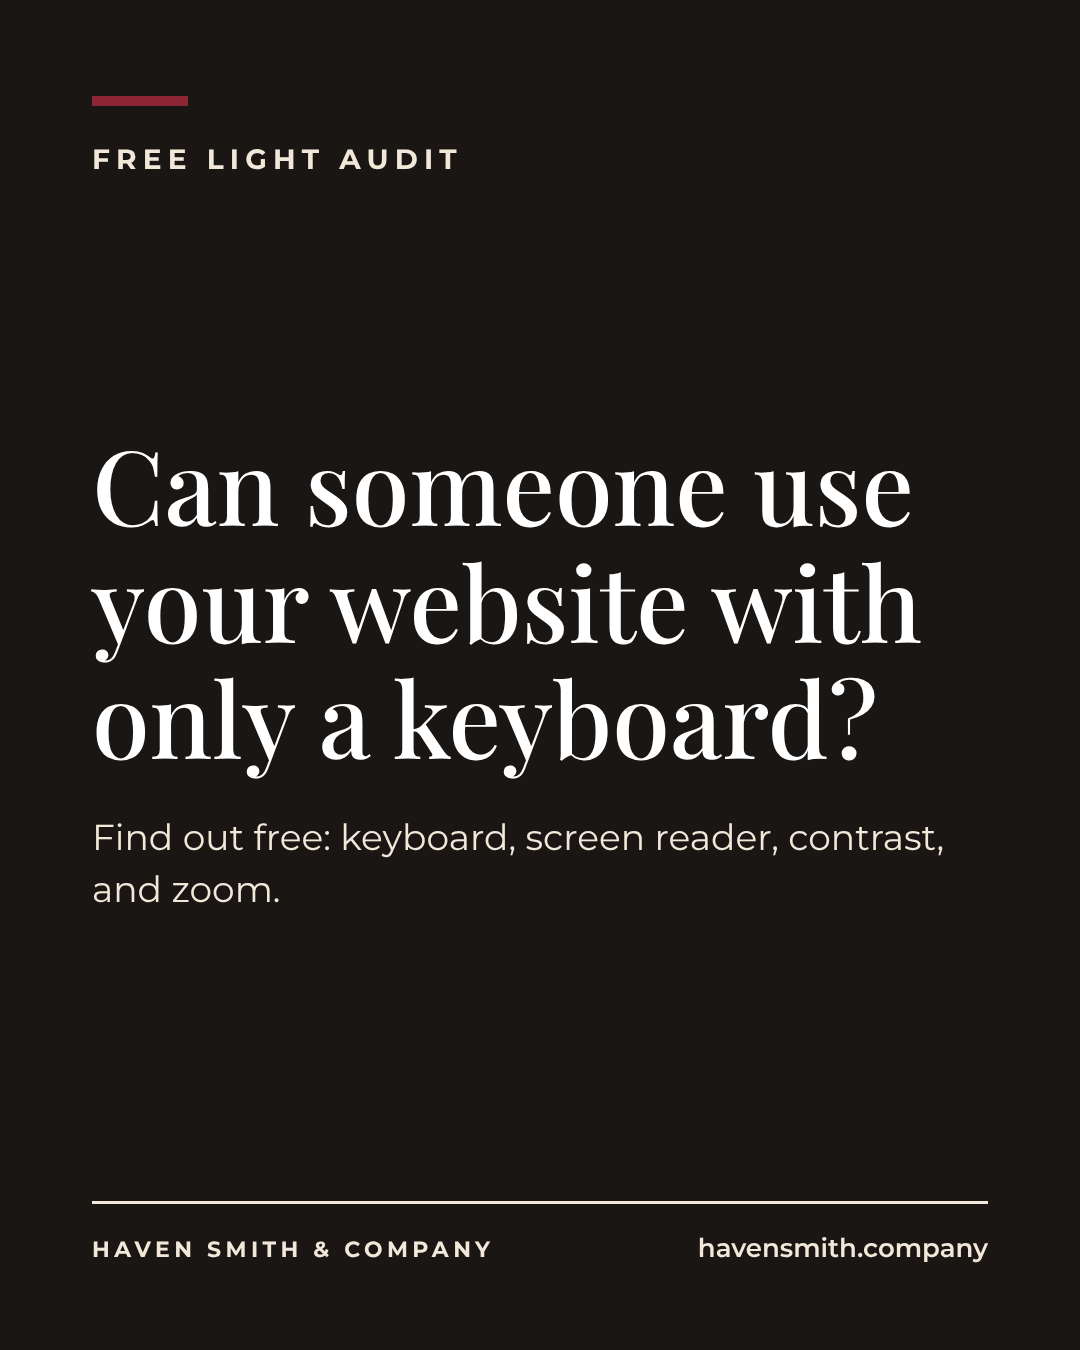 FREE LIGHT AUDIT
Can someone use
your website with
only a keyboard?
Find out free: keyboard, screen reader, contrast,
and zoom.
HAVEN SMITH & COMPANY
havensmith.company